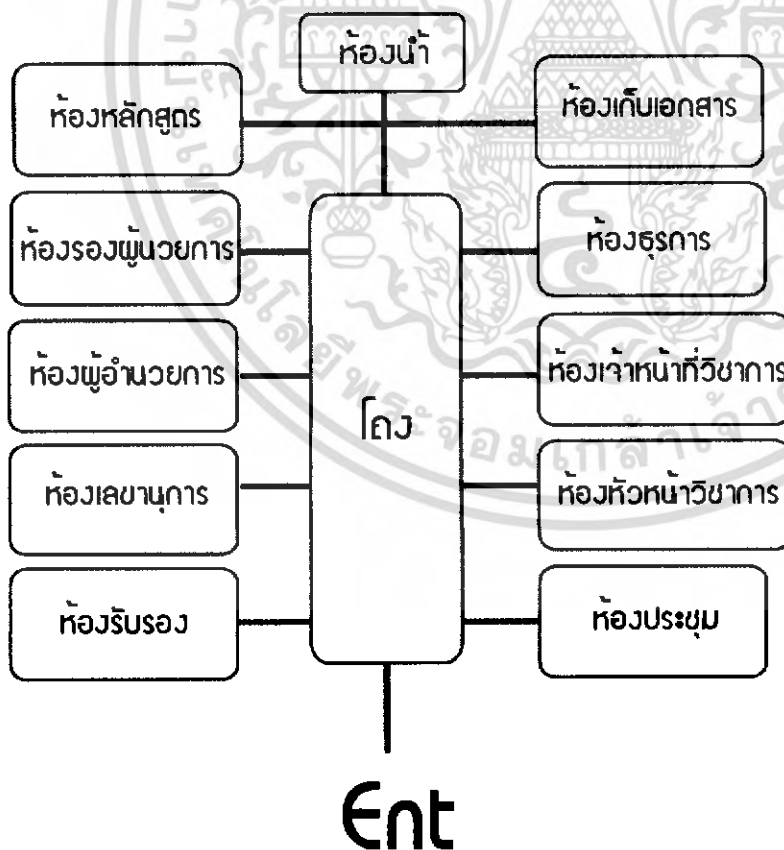 ห้องน้ำ
ห้องหลักสูตร
ห้องเก็บเอกสาร
ห้องรองผู้นวยการ
ห้องธุรการ
ห้องผู้อำนวยการ
ห้องเจ้าหน้าที่วิชาการ
โถง
ห้องเลขานุการ
ห้องหัวหน้าวิชาการ
ห้องรับรอง
ห้องประชุม
Ent